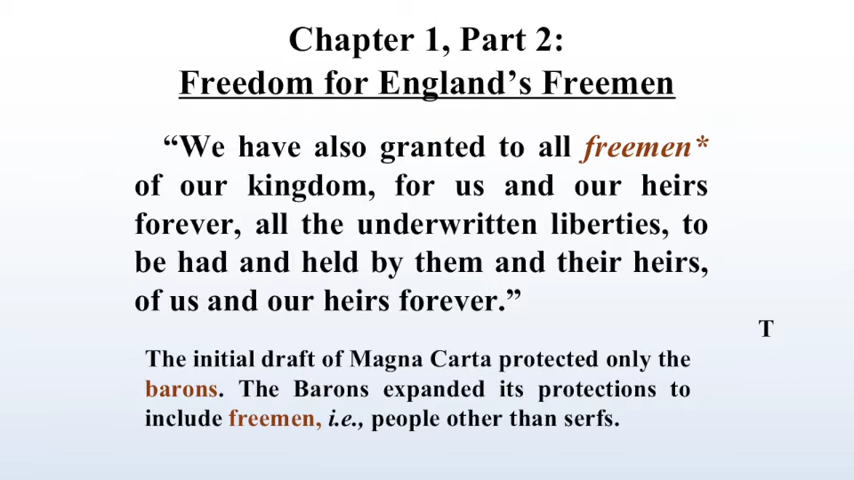 Chapter 1, Part 2:
Freedom for England’s Freemen
“We have also granted to all freemen*
of our kingdom, for us and our heirs
forever, all the underwritten liberties, to
be had and held by them and their heirs,
of us and our heirs forever.”
T
The initial draft of Magna Carta protected only the
barons. The Barons expanded its protections to
include freemen, i.e., people other than serfs.